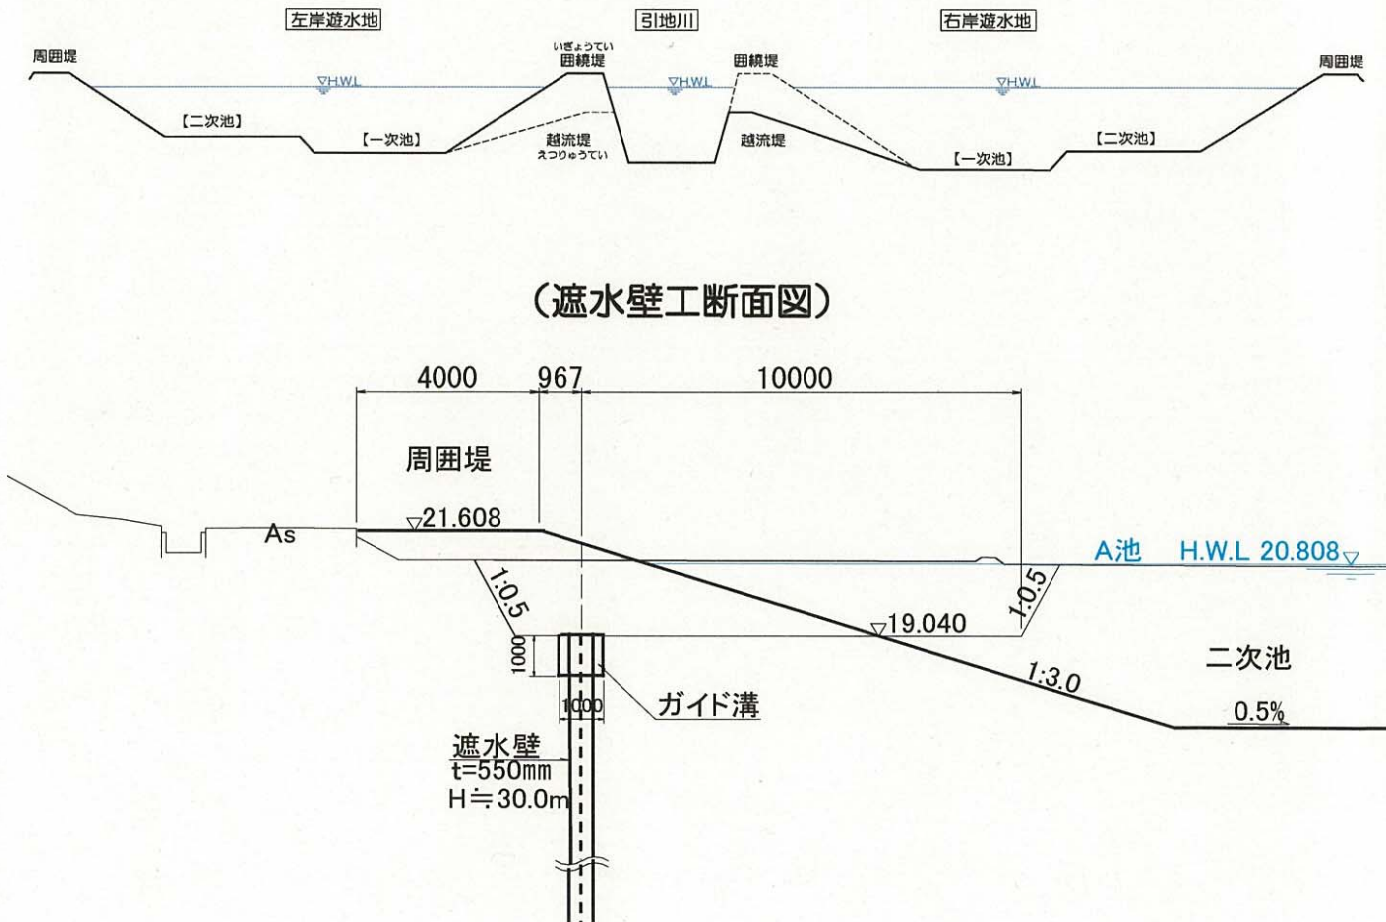 左岸遊水地
引地川
右岸遊水地
周囲堤
いぎょうてい
囲繞堤
囲繞堤
周囲堤
▽H.W.L
▽H.W.L
▽H.W.L
【二次池】
【一次池】
越流堤
えつりゅうてい
越流堤
【一次池】
【二次池】
(遮水壁工断面図)
4000
967
10000
周囲堤
▽21.608
As
A池 H.W.L 20.808▽
1:0.5
1:0.5
▽19.040
1000
1:3.0
二次池
1000
ガイド溝
0.5%
遮水壁
t=550mm
H≒30.0m